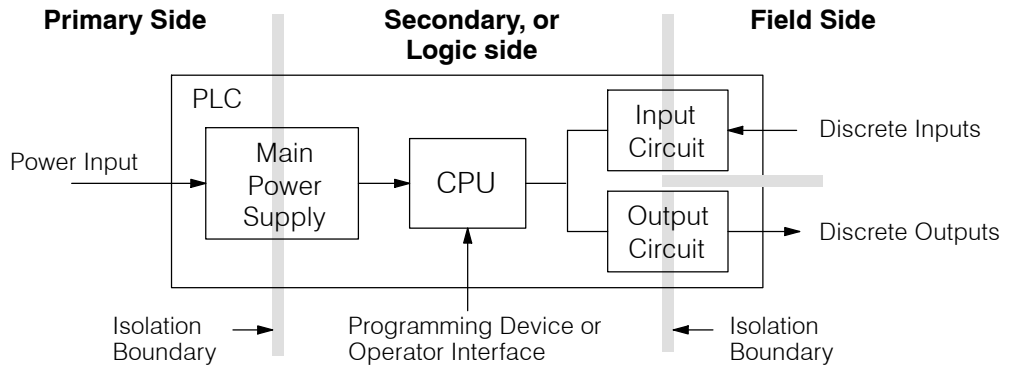 Primary Side
Secondary, or
Logic side
Field Side
PLC
Power Input
Main
Power
Supply
CPU
Input
Circuit
Discrete Inputs
Output
Circuit
Discrete Outputs
Isolation
Boundary
Programming Device or
Operator Interface
Isolation
Boundary